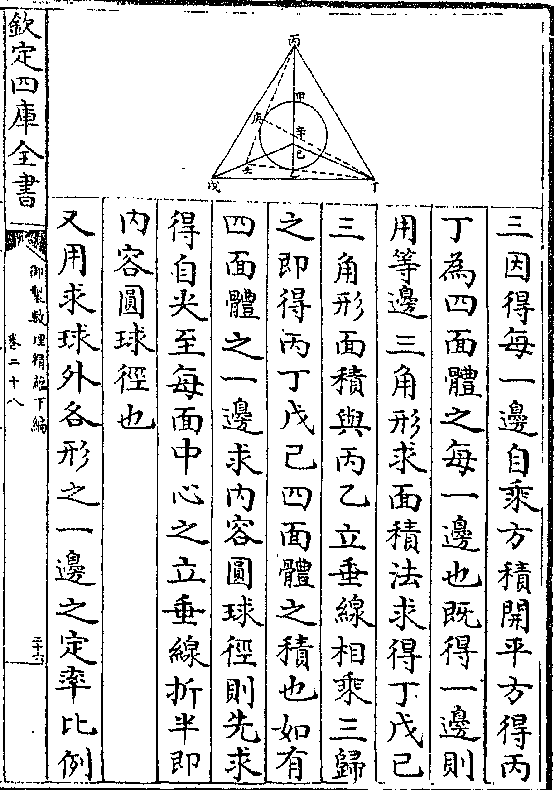 三因得每一邊自乘方積開平方得丙
丁為四面體之每一邊也既得一邊則
用等邊三角形求面積法求得丁戊己
三角形面積與丙乙立垂線相乘三歸
之即得丙丁戊己四面體之積也如有
四面體之一邊求內容圓球徑則先求
得自尖至每面中心之立垂線折半即
內容圓球徑也
又用求球外各形之一邊之定率比例
欽定四庫全書
御製數理精蘊下編
卷二十八
丙
甲
庚
辛
己
戊
丁